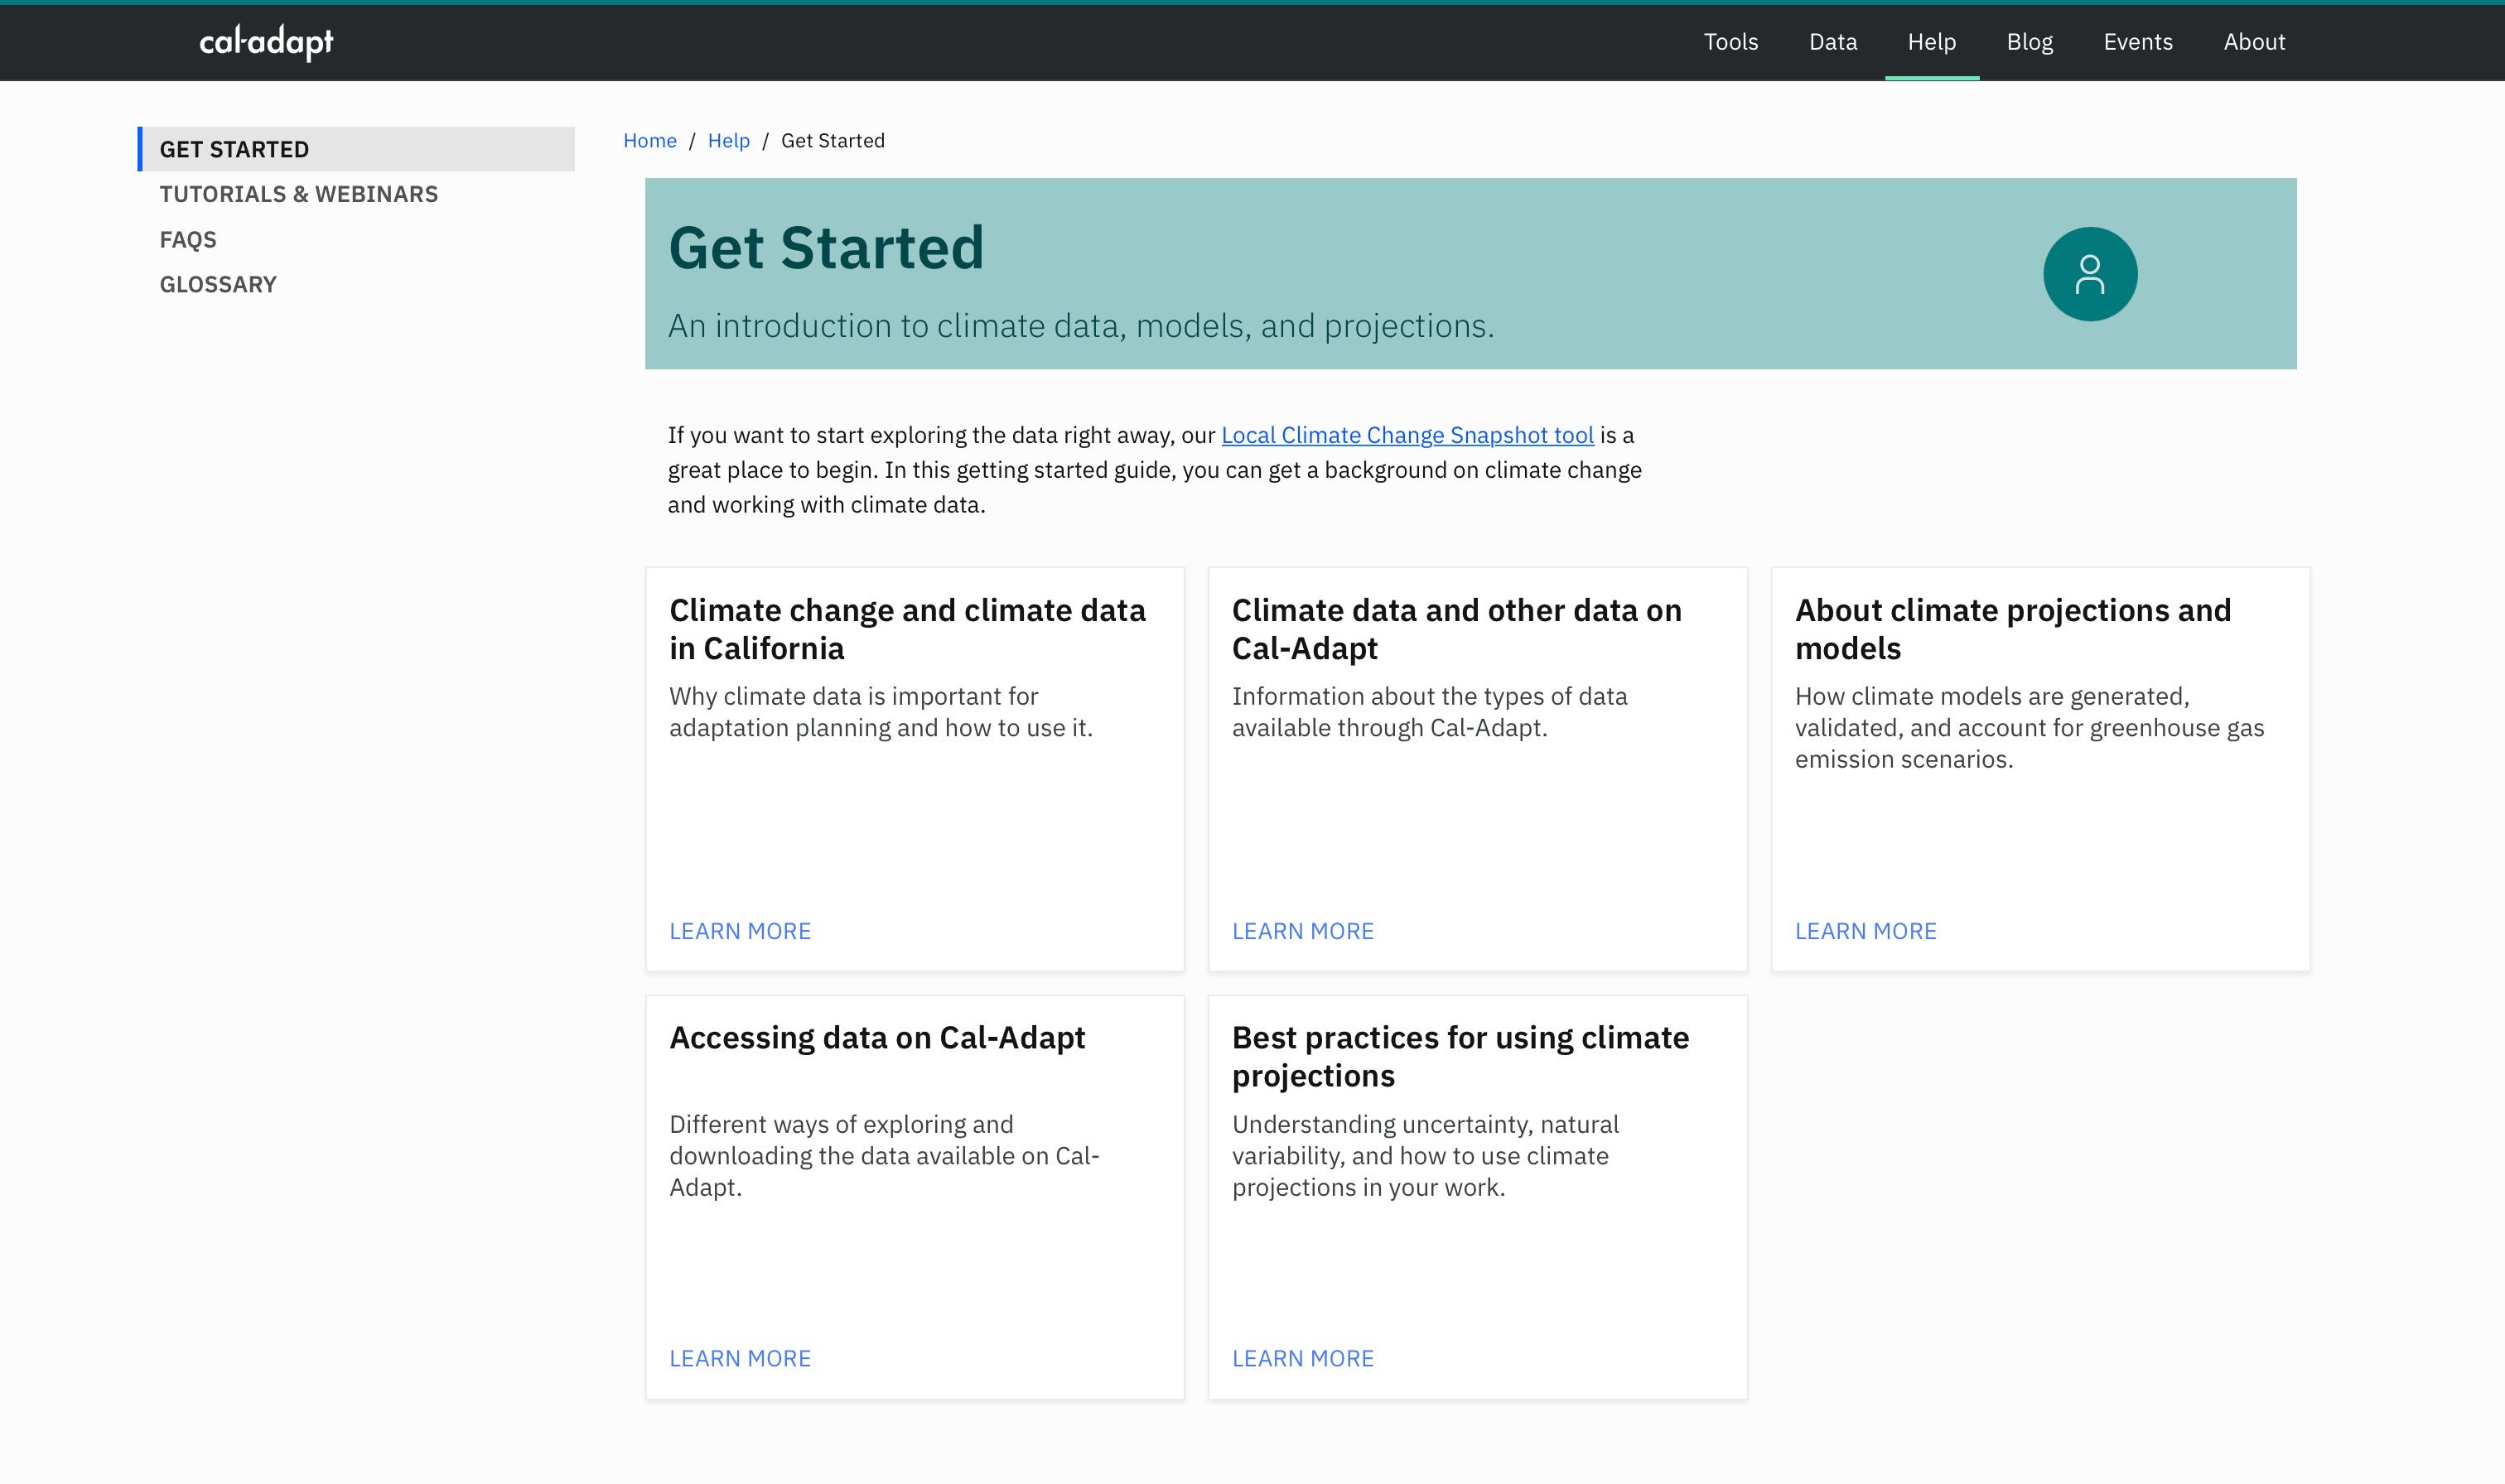 cal-adapt
Tools Data Help Blog Events About
GET STARTED
TUTORIALS & WEBINARS
FAQS
GLOSSARY
Home / Help / Get Started
Get Started
An introduction to climate data, models, and projections.
If you want to start exploring the data right away, our Local Climate Change Snapshot tool is a
great place to begin. In this getting started guide, you can get a background on climate change
and working with climate data.
Climate change and climate data
in California
Why climate data is important for
adaptation planning and how to use it.
LEARN MORE
Climate data and other data on
Cal-Adapt
Information about the types of data
available through Cal-Adapt.
LEARN MORE
About climate projections and
models
How climate models are generated,
validated, and account for greenhouse gas
emission scenarios.
LEARN MORE
Accessing data on Cal-Adapt
Different ways of exploring and
downloading the data available on Cal-
Adapt.
LEARN MORE
Best practices for using climate
projections
Understanding uncertainty, natural
variability, and how to use climate
projections in your work.
LEARN MORE